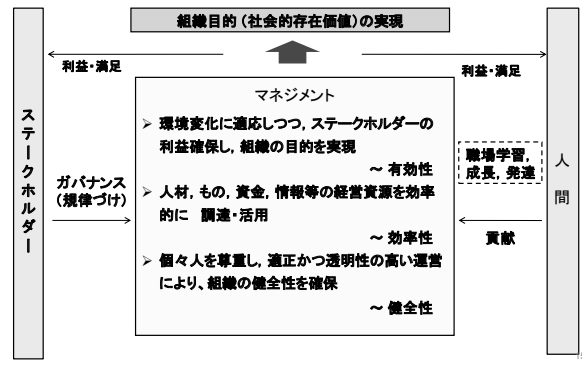 組織目的（社会的存在価値）の実現
利益・満足
利益・満足
ステークホルダー
ガバナンス
（規律づけ）
マネジメント
➢ 環境変化に適応しつつ，ステークホルダーの
利益確保し，組織の目的を実現
～ 有効性
➢ 人材，もの，資金，情報等の経営資源を効率
的に　調達・活用
～ 効率性
➢ 個々人を尊重し，適正かつ透明性の高い運営
により、組織の健全性を確保
～ 健全性
職場学習，
成長，発達
貢献
人間